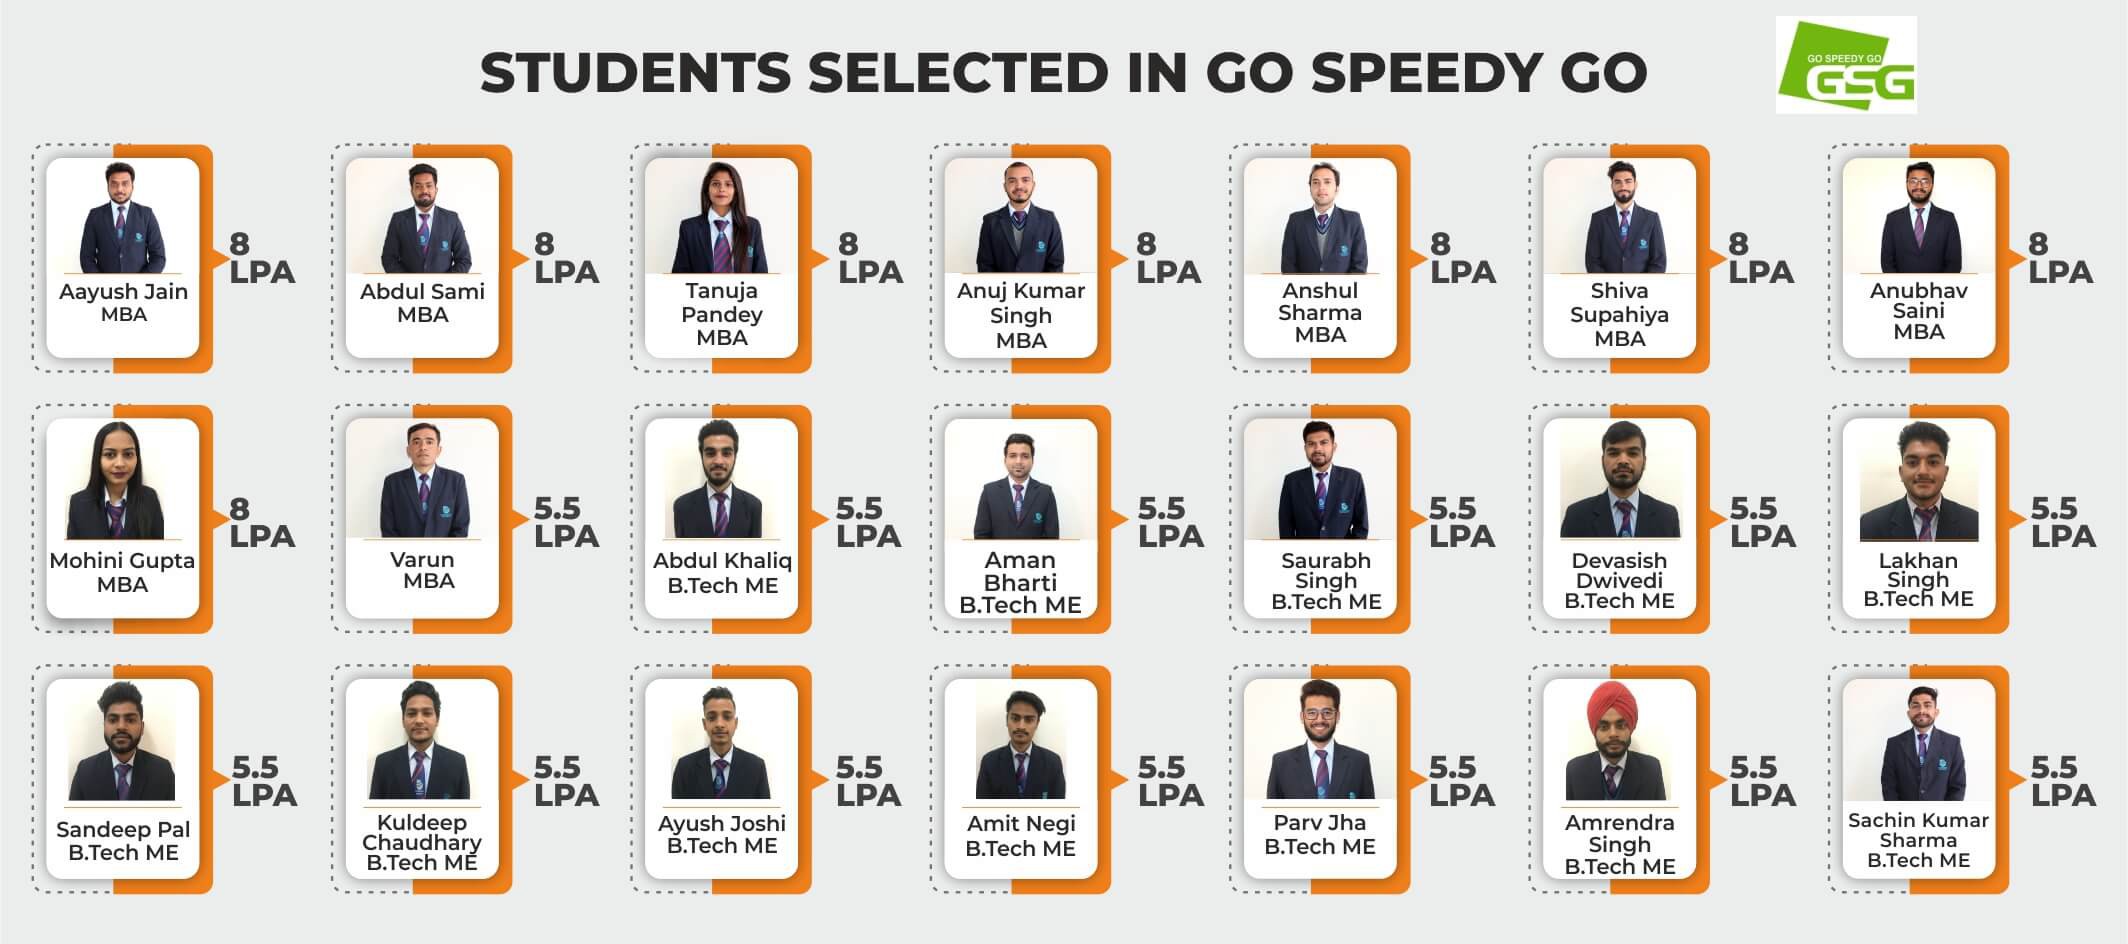 STUDENTS SELECTED IN GO SPEEDY GO
GO SPEEDY GO
GSG
Aayush Jain
MBA
8
LPA
Abdul Sami
MBA
8
LPA
Tanuja
Pandey
MBA
8
LPA
Anuj Kumar
Singh
MBA
8
LPA
Anshul
Sharma
MBA
8
LPA
Shiva
Supahiya
MBA
8
LPA
Anubhav
Saini
MBA
8
LPA
Mohini Gupta
MBA
8
LPA
Varun
MBA
5.5
LPA
Abdul Khaliq
B.Tech ME
5.5
LPA
Aman
Bharti
B.Tech ME
5.5
LPA
Saurabh
Singh
B.Tech ME
5.5
LPA
Devasish
Dwivedi
B.Tech ME
5.5
LPA
Lakhan
Singh
B.Tech ME
5.5
LPA
Sandeep Pal
B.Tech ME
5.5
LPA
Kuldeep
Chaudhary
B.Tech ME
5.5
LPA
Ayush Joshi
B.Tech ME
5.5
LPA
Amit Negi
B.Tech ME
5.5
LPA
Parv Jha
B.Tech ME
5.5
LPA
Amrendra
Singh
B.Tech ME
5.5
LPA
Sachin Kumar
Sharma
B.Tech ME
5.5
LPA